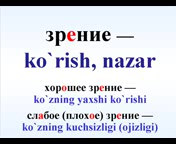 зрение —
ko`rish, nazar
хорошее зрение —
ko`zning yaxshi ko`rishi
слабое (плохое) зрение —
ko`zning kuchsizligi (ojizligi)